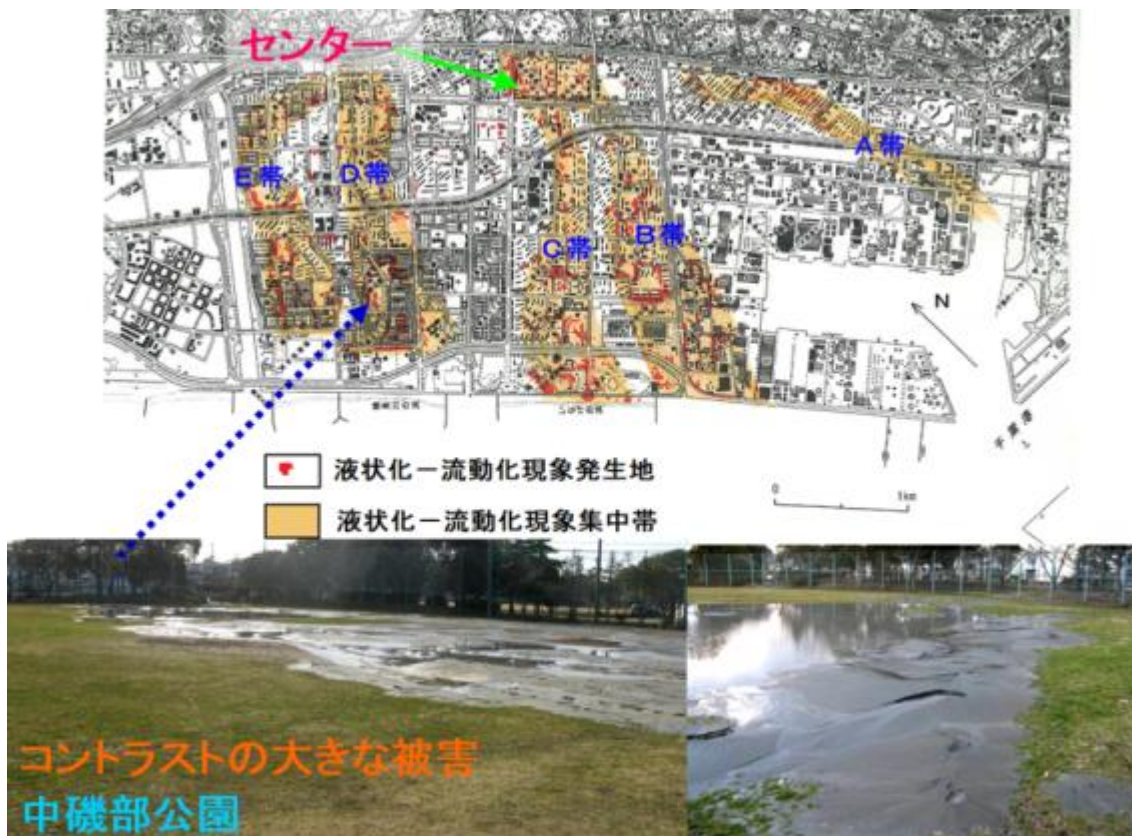 センター
A帯
E帯
D帯
C帯
B帯
N
液状化－流動化現象発生地
0
1km
液状化－流動化現象集中帯
コントラストの大きな被害
中磯部公園